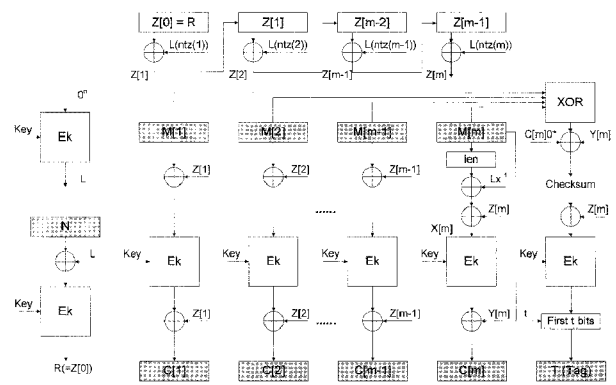 Z[0] = R Z[1] Z[m-2] Z[m-1]
L(ntz(1)) L(ntz(2)) L(ntz(m-1)) L(ntz(m))
Z[1] Z[2] Z[m-1] Z[m]
0ⁿ
XOR
Key Ek
M[1] M[2] M[m-1] M[m]
C[m]0* Y[m]
len
L
Z[1] Z[2] Z[m-1] Lx⁻¹ Checksum
N
...... Z[m] Z[m]
X[m]
L
Key Ek Key Ek Key Ek Key Ek Key Ek
Key Ek
Z[1] Z[2] ...... Z[m-1] Y[m] t First t bits
R(=Z[0])
C[1] C[2] C[m-1] C[m] T (Tag)